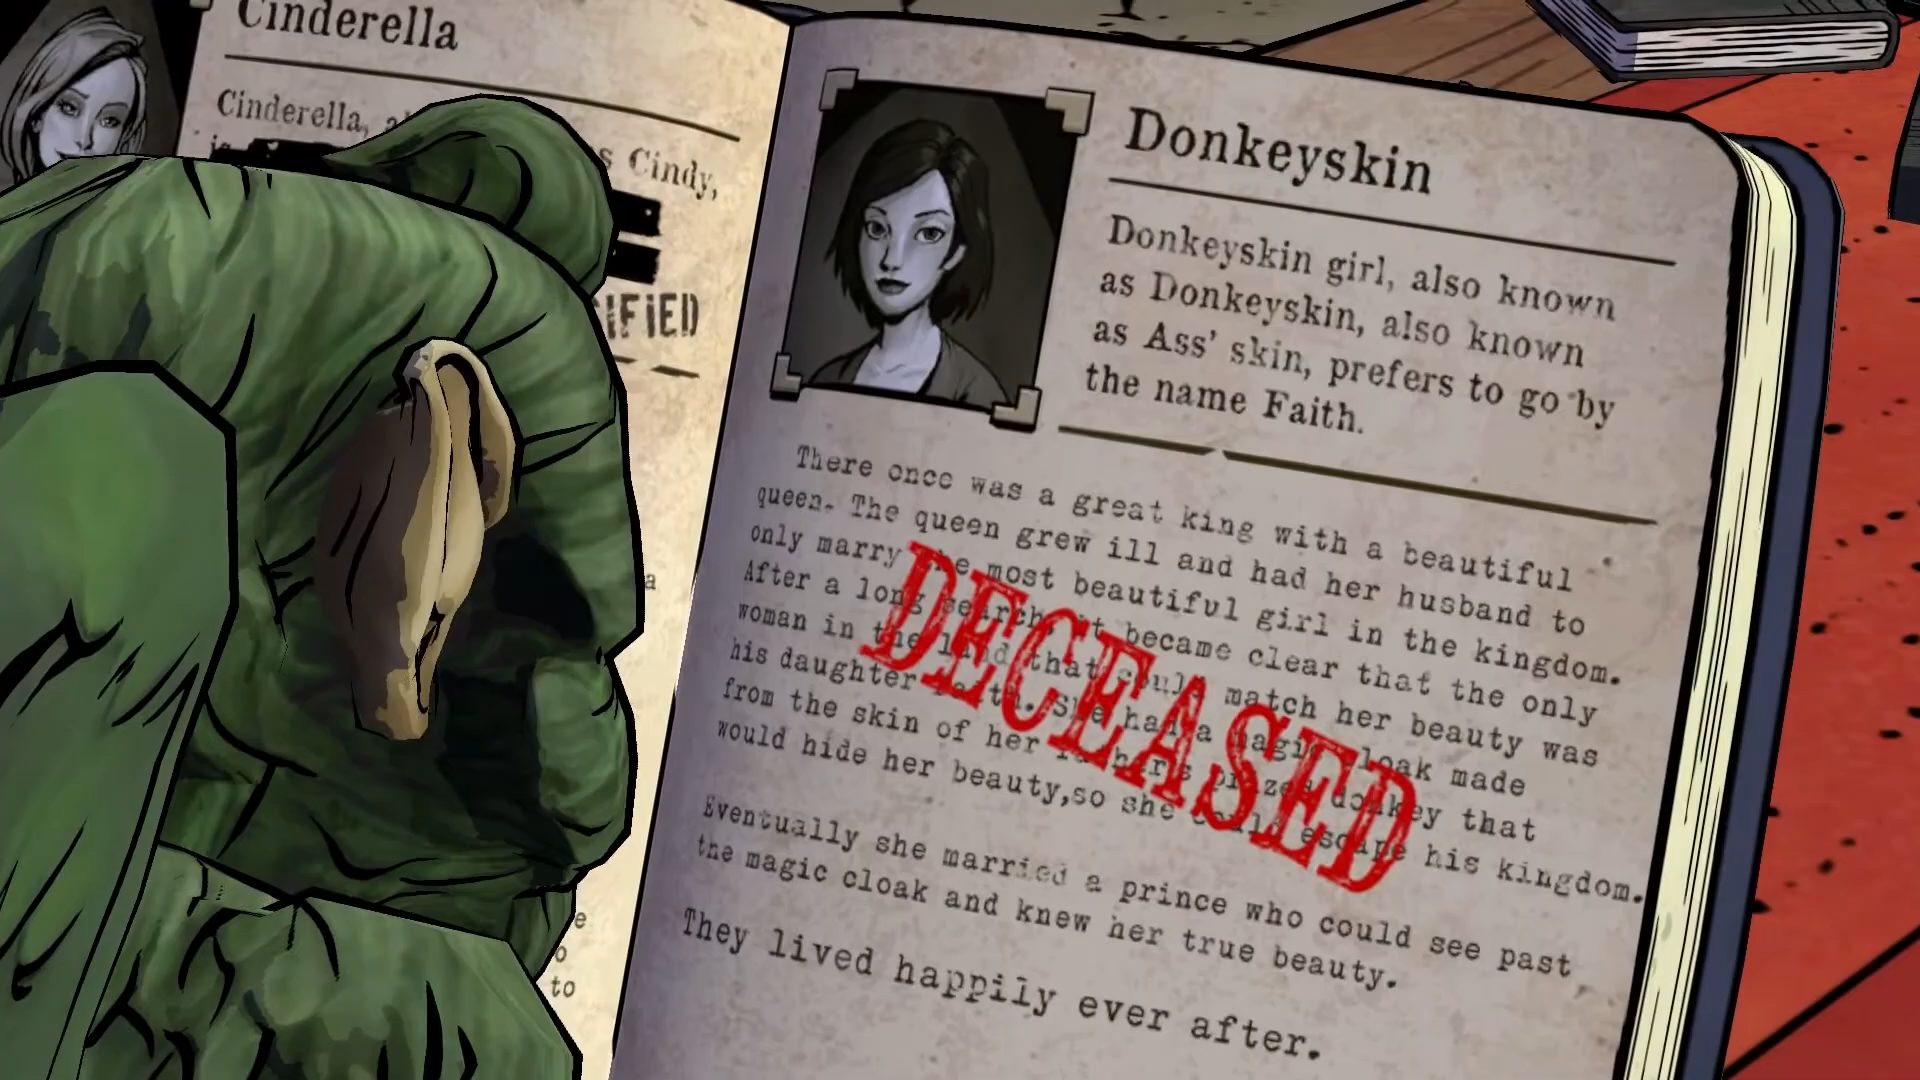 Cinderella
Cinderella, a
is s Cindy,
SIFIED
a
e
o
to
Donkeyskin
Donkeyskin girl, also known
as Donkeyskin, also known
as Ass' skin, prefers to go by
the name Faith.
There once was a great king with a beautiful
queen. The queen grew ill and had her husband to
only marry the most beautiful girl in the kingdom.
After a long search, it became clear that the only
woman in the land that could match her beauty was
his daughter Faith. She had a magic cloak made
from the skin of her father's prized donkey that
would hide her beauty,so she could escape his kingdom.
DECEASED
Eventually she married a prince who could see past
the magic cloak and knew her true beauty.
They lived happily ever after.